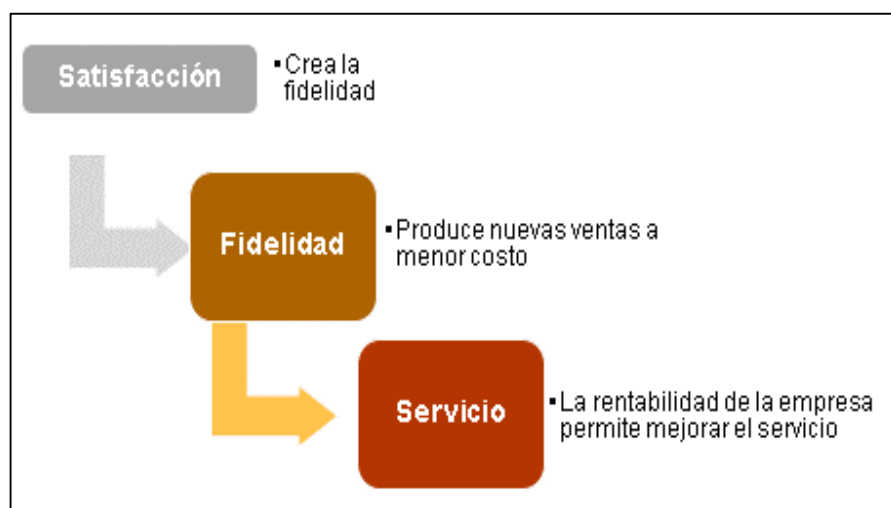 Satisfacción
▪Crea la
fidelidad
Fidelidad
▪Produce nuevas ventas a
menor costo
Servicio
▪La rentabilidad de la empresa
permite mejorar el servicio